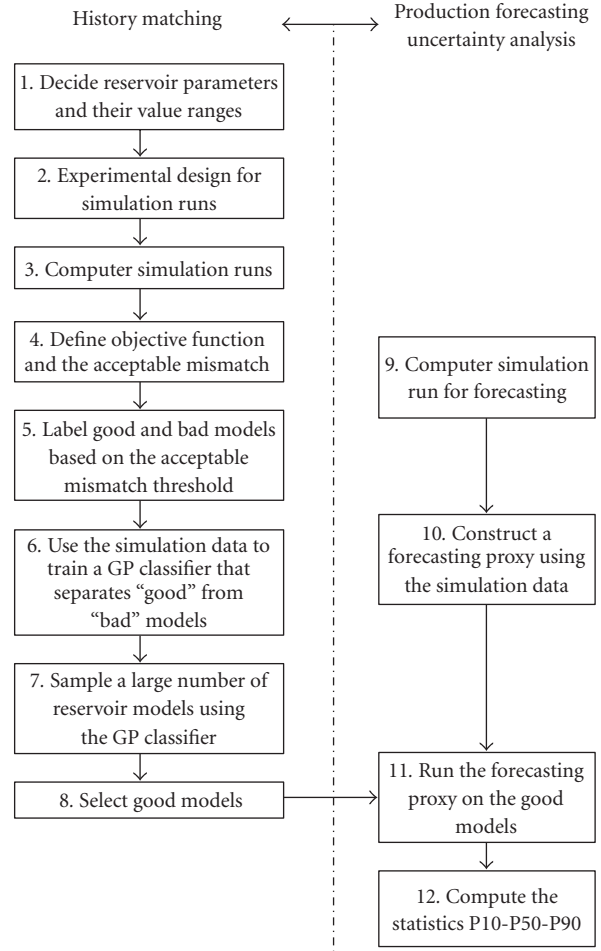 History matching
Production forecasting
uncertainty analysis
1. Decide reservoir parameters
and their value ranges
2. Experimental design for
simulation runs
3. Computer simulation runs
4. Define objective function
and the acceptable mismatch
5. Label good and bad models
based on the acceptable
mismatch threshold
6. Use the simulation data to
train a GP classifier that
separates “good” from
“bad” models
7. Sample a large number of
reservoir models using
the GP classifier
8. Select good models
9. Computer simulation
run for forecasting
10. Construct a
forecasting proxy using
the simulation data
11. Run the forecasting
proxy on the good
models
12. Compute the
statistics P10-P50-P90